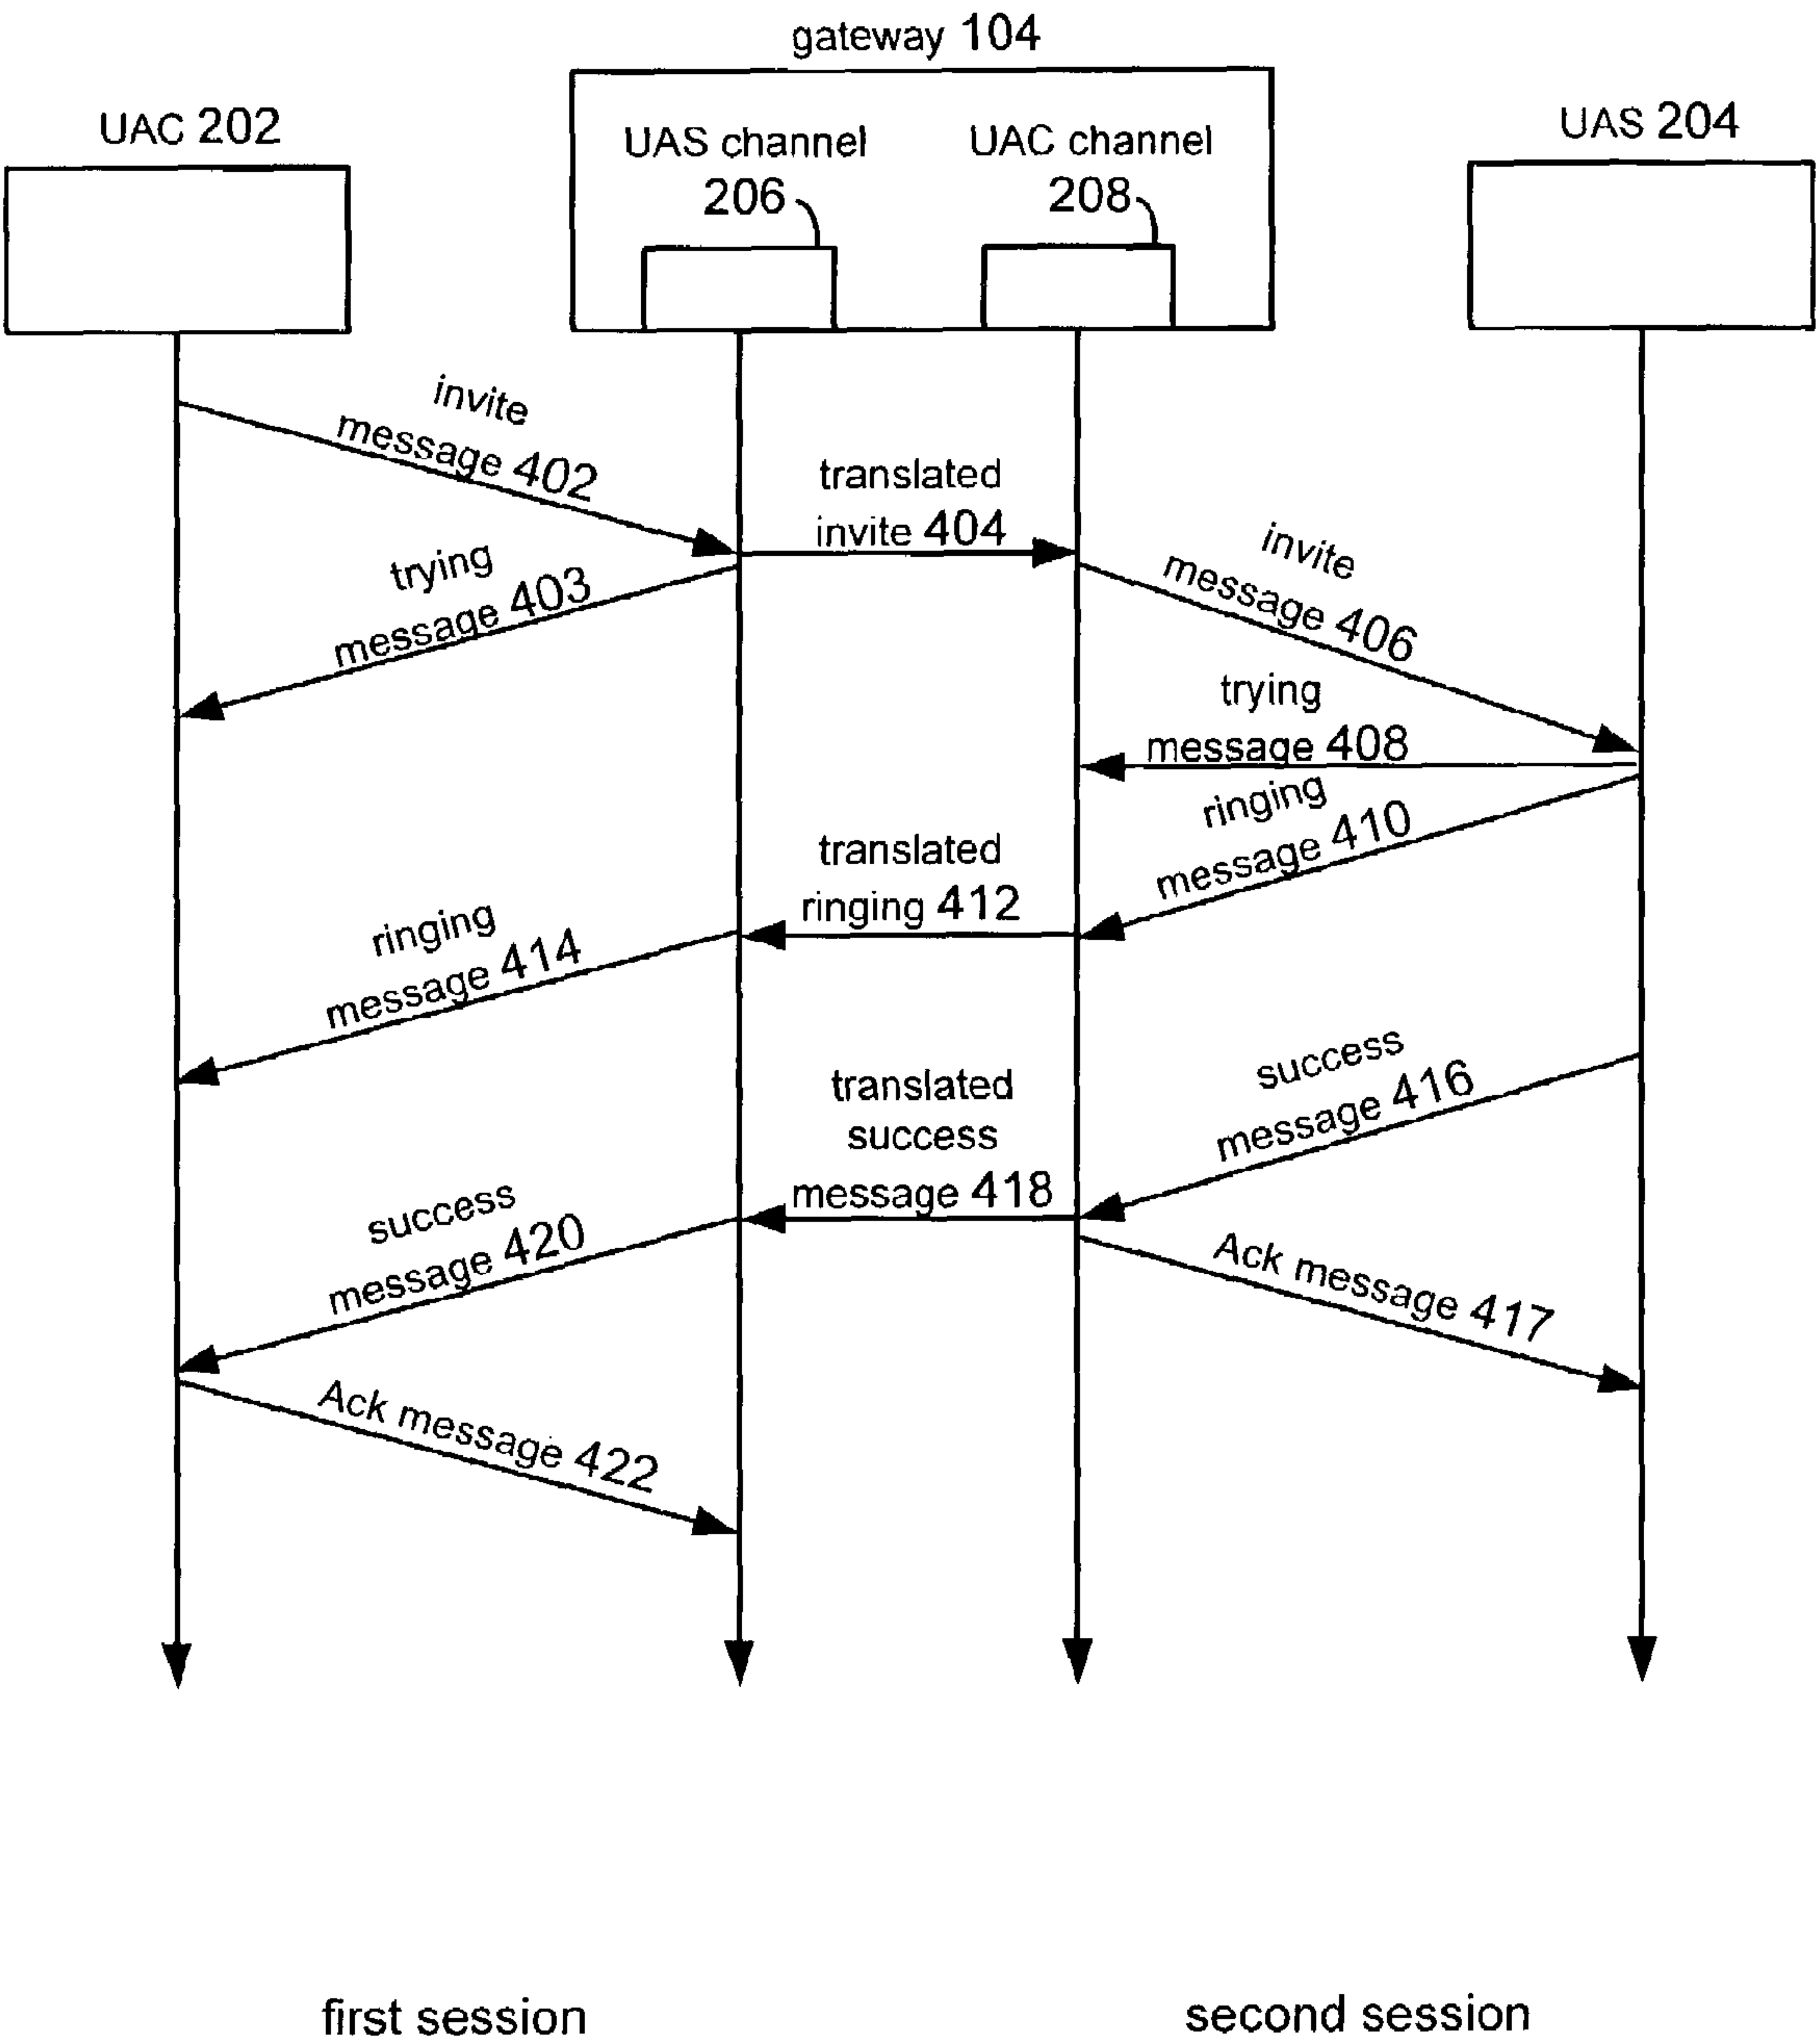 gateway 104
UAC 202
UAS channel
206
UAC channel
208
UAS 204
invite
message 402
translated
invite 404
trying
message 403
invite
message 406
trying
message 408
ringing
message 410
translated
ringing 412
ringing
message 414
success
message 416
translated
success
message 418
success
message 420
Ack message 417
Ack message 422
first session
second session